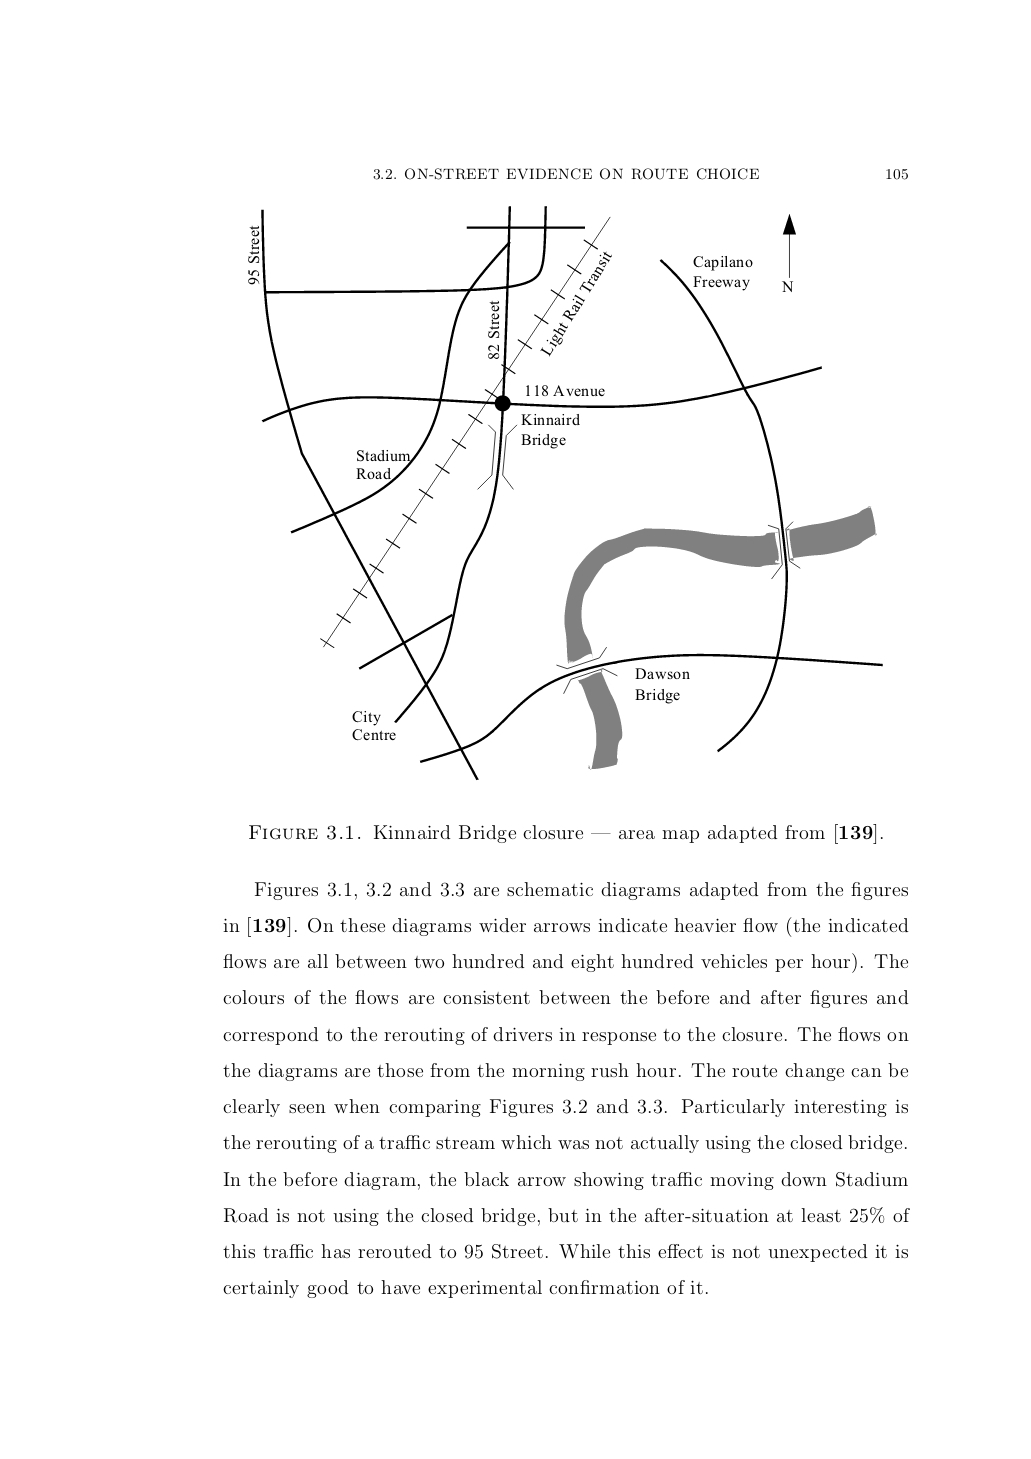 3.2. ON-STREET EVIDENCE ON ROUTE CHOICE 105
95 Street
82 Street
Light Rail Transit
Capilano
Freeway
N
118 Avenue
Kinnaird
Bridge
Stadium
Road
Dawson
Bridge
City
Centre
FIGURE 3.1. Kinnaird Bridge closure — area map adapted from [139].
Figures 3.1, 3.2 and 3.3 are schematic diagrams adapted from the figures
in [139]. On these diagrams wider arrows indicate heavier flow (the indicated
flows are all between two hundred and eight hundred vehicles per hour). The
colours of the flows are consistent between the before and after figures and
correspond to the rerouting of drivers in response to the closure. The flows on
the diagrams are those from the morning rush hour. The route change can be
clearly seen when comparing Figures 3.2 and 3.3. Particularly interesting is
the rerouting of a traffic stream which was not actually using the closed bridge.
In the before diagram, the black arrow showing traffic moving down Stadium
Road is not using the closed bridge, but in the after-situation at least 25% of
this traffic has rerouted to 95 Street. While this effect is not unexpected it is
certainly good to have experimental confirmation of it.